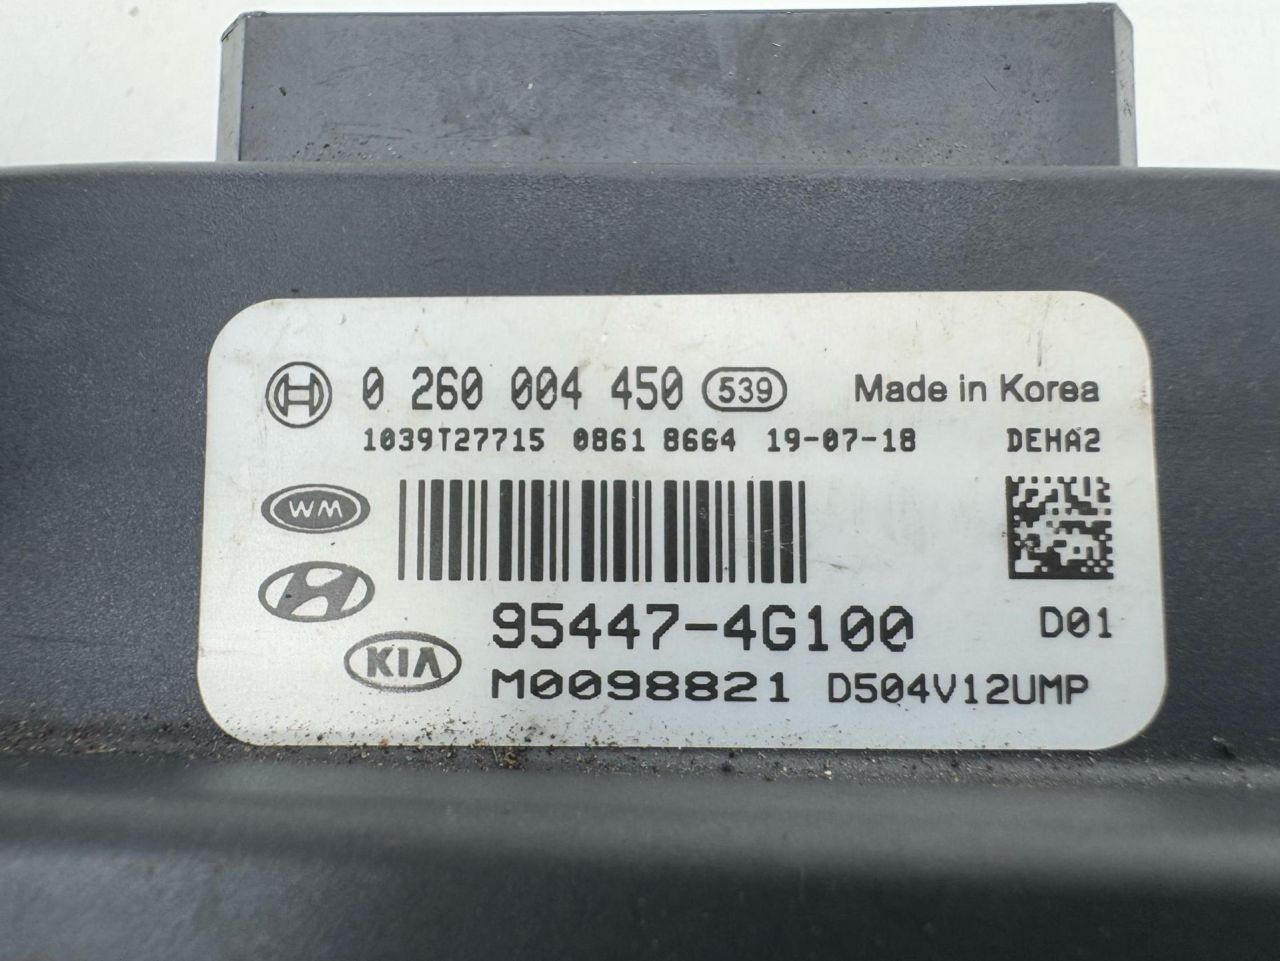 0 260 004 450 539 Made in Korea
1039T27715 0861 8664 19-07-18 DEHA2
WM
95447-4G100 D01
KIA
M0098821 D504V12UMP